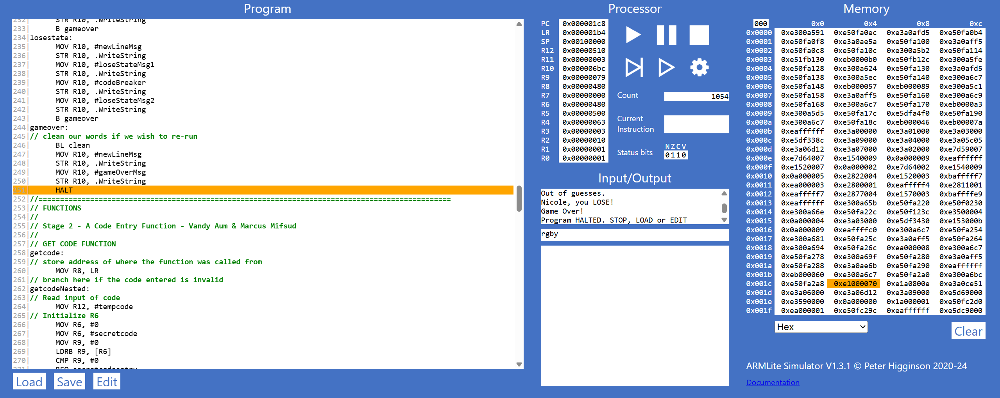 Program
232| STR R10, .WriteString
233| B gameover
234|losestate:
235| MOV R10, #newLineMsg
236| STR R10, .WriteString
237| MOV R10, #loseStateMsg1
238| STR R10, .WriteString
239| MOV R10, #codeBreaker
240| STR R10, .WriteString
241| MOV R10, #loseStateMsg2
242| STR R10, .WriteString
243| B gameover
244|gameover:
245|// clean our words if we wish to re-run
246| BL clean
247| MOV R10, #newLineMsg
248| STR R10, .WriteString
249| MOV R10, #gameOverMsg
250| STR R10, .WriteString
251| HALT
252|//================================================================================================
253|// FUNCTIONS
254|//
255|// Stage 2 - A Code Entry Function - Vandy Aum & Marcus Mifsud
256|//
257|// GET CODE FUNCTION
258|getcode:
259|// store address of where the function was called from
260| MOV R8, LR
261|// branch here if the code entered is invalid
262|getcodeNested:
263|// Read input of code
264| MOV R12, #tempcode
265|// Initialize R6
266| MOV R6, #0
267| MOV R6, #secretcode
268| MOV R9, #0
269| LDRB R9, [R6]
270| CMP R9, #0
271| BEQ secretcodeentry
Load Save Edit
Processor
PC 0x000001c8
LR 0x000001b4
SP 0x00100000
R12 0x00000510
R11 0x00000003
R10 0x000006bc
R9 0x00000079
R8 0x00000480
R7 0x00000000
R6 0x00000480
R5 0x00000500
R4 0x00000063
R3 0x00000003
R2 0x00000010
R1 0x00000001
R0 0x00000001
Count 1054
Current
Instruction
NZCV
Status bits 0110
Input/Output
Out of guesses.
Nicole, you LOSE!
Game Over!
Program HALTED. STOP, LOAD or EDIT
rgby
Memory
000 0x0 0x4 0x8 0xc
0x0000 0xe300a591 0xe50fa0ec 0xe3a0afd5 0xe50fa0b4
0x0001 0xe50fa0f8 0xe3a0ae5a 0xe50fa100 0xe3a0aff5
0x0002 0xe50fa0c8 0xe50fa10c 0xe300a5b2 0xe50fa114
0x0003 0xe51fb130 0xeb0000b0 0xe50fb12c 0xe300a5fe
0x0004 0xe50fa128 0xe300a624 0xe50fa130 0xe3a0afd5
0x0005 0xe50fa138 0xe300a5ec 0xe50fa140 0xe300a6c7
0x0006 0xe50fa148 0xeb000057 0xeb000089 0xe300a5c1
0x0007 0xe50fa158 0xe3a0aff5 0xe50fa160 0xe300a6c9
0x0008 0xe50fa168 0xe300a6c7 0xe50fa170 0xeb0000a3
0x0009 0xe300a5d5 0xe50fa17c 0xe5dfa4f0 0xe50fa190
0x000a 0xe300a6c7 0xe50fa18c 0xeb000046 0xeb00007a
0x000b 0xeaffffff 0xe3a00000 0xe3a01000 0xe3a03000
0x000c 0xe5df338c 0xe3a09000 0xe3a04000 0xe3a05c05
0x000d 0xe3a06d12 0xe3a07000 0xe3a02000 0xe7d59007
0x000e 0xe7d64007 0xe1540009 0x0a000009 0xeaffffff
0x000f 0xe1520007 0x0a000002 0xe7d64002 0xe1540009
0x0010 0x0a000005 0xe2822004 0xe1520003 0xbafffff7
0x0011 0xea000003 0xe2800001 0xeafffff4 0xe2811001
0x0012 0xeafffff7 0xe2877004 0xe1570003 0xbaffffe9
0x0013 0xeaffffff 0xe300a65b 0xe50fa220 0xe50f0230
0x0014 0xe300a66e 0xe50fa22c 0xe50f123c 0xe3500004
0x0015 0x0a000004 0xe3a03000 0xe5df3430 0xe153000b
0x0016 0x0a000009 0xeaffffc0 0xe300a6c7 0xe50fa254
0x0017 0xe300a681 0xe50fa25c 0xe3a0aff5 0xe50fa264
0x0018 0xe300a694 0xe50fa26c 0xea000008 0xe300a6c7
0x0019 0xe50fa278 0xe300a69f 0xe50fa280 0xe3a0aff5
0x001a 0xe50fa288 0xe3a0ae6b 0xe50fa290 0xeaffffff
0x001b 0xeb000060 0xe300a6c7 0xe50fa2a0 0xe300a6bc
0x001c 0xe50fa2a8 0xe1000070 0xe1a0800e 0xe3a0ce51
0x001d 0xe3a06000 0xe3a06d12 0xe3a09000 0xe5d69000
0x001e 0xe3590000 0x0a000000 0x1a000001 0xe50fc2d0
0x001f 0xea000001 0xe50fc29c 0xeaffffff 0xe5dc9000
Hex
Clear
ARMLite Simulator V1.3.1 © Peter Higginson 2020-24
Documentation